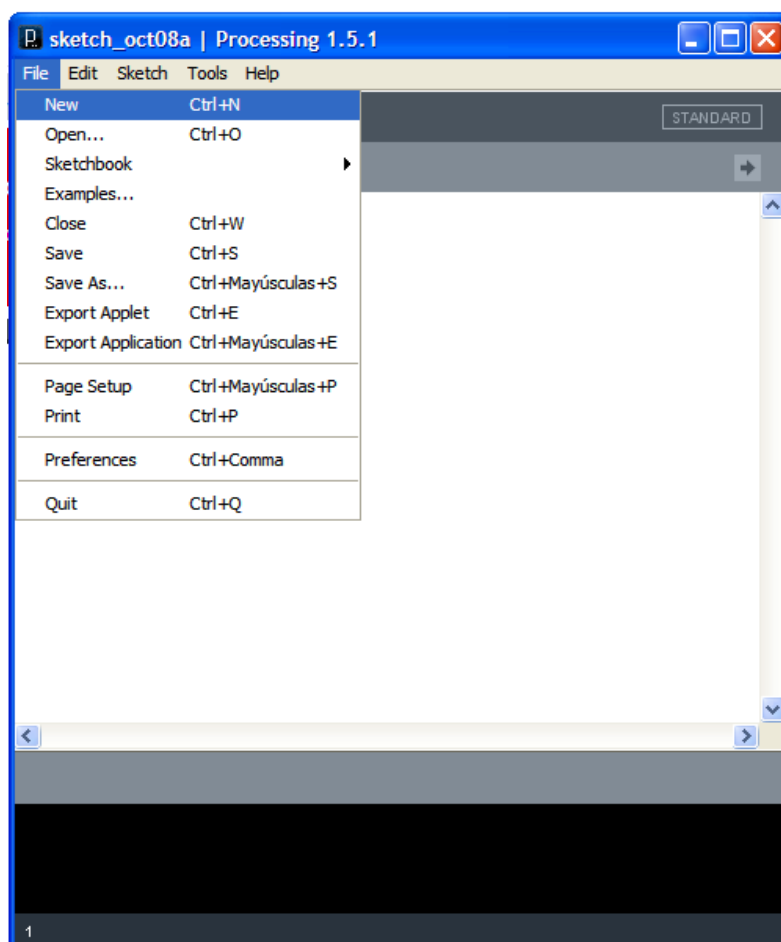 sketch_oct08a | Processing 1.5.1
File Edit Sketch Tools Help
New Ctrl+N
STANDARD
Open... Ctrl+O
Sketchbook
Examples...
Close Ctrl+W
Save Ctrl+S
Save As... Ctrl+Mayúsculas+S
Export Applet Ctrl+E
Export Application Ctrl+Mayúsculas+E
Page Setup Ctrl+Mayúsculas+P
Print Ctrl+P
Preferences Ctrl+Comma
Quit Ctrl+Q
1